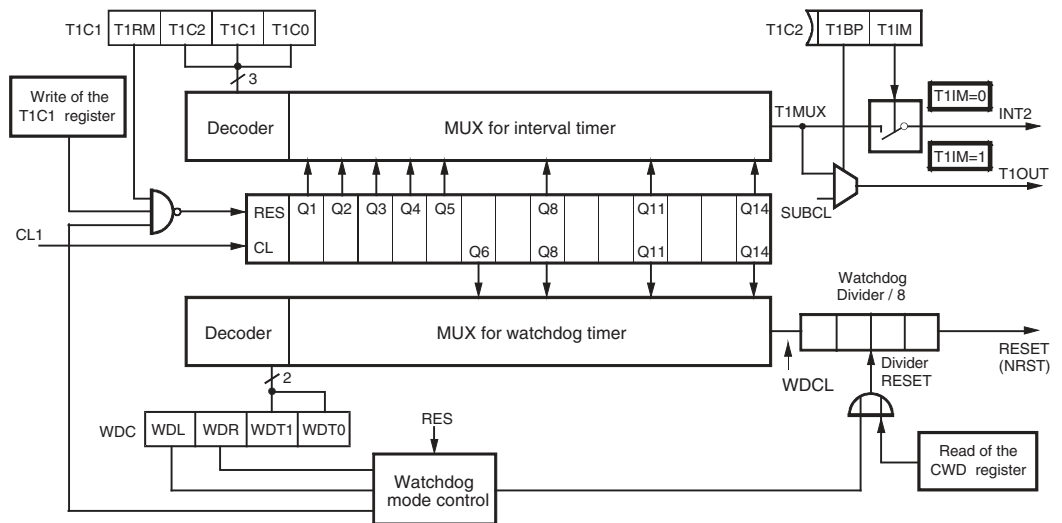 T1C1 T1RM T1C2 T1C1 T1C0
T1C2 T1BP T1IM
3
Write of the
T1C1 register
Decoder
MUX for interval timer
T1MUX
T1IM=0
INT2
T1IM=1
T1OUT
SUBCL
RES Q1 Q2 Q3 Q4 Q5 Q8 Q11 Q14
CL1
CL Q6 Q8 Q11 Q14
Watchdog
Divider / 8
Decoder
MUX for watchdog timer
RESET
(NRST)
2
WDCL
Divider
RESET
WDC WDL WDR WDT1 WDT0
RES
Watchdog
mode control
Read of the
CWD register